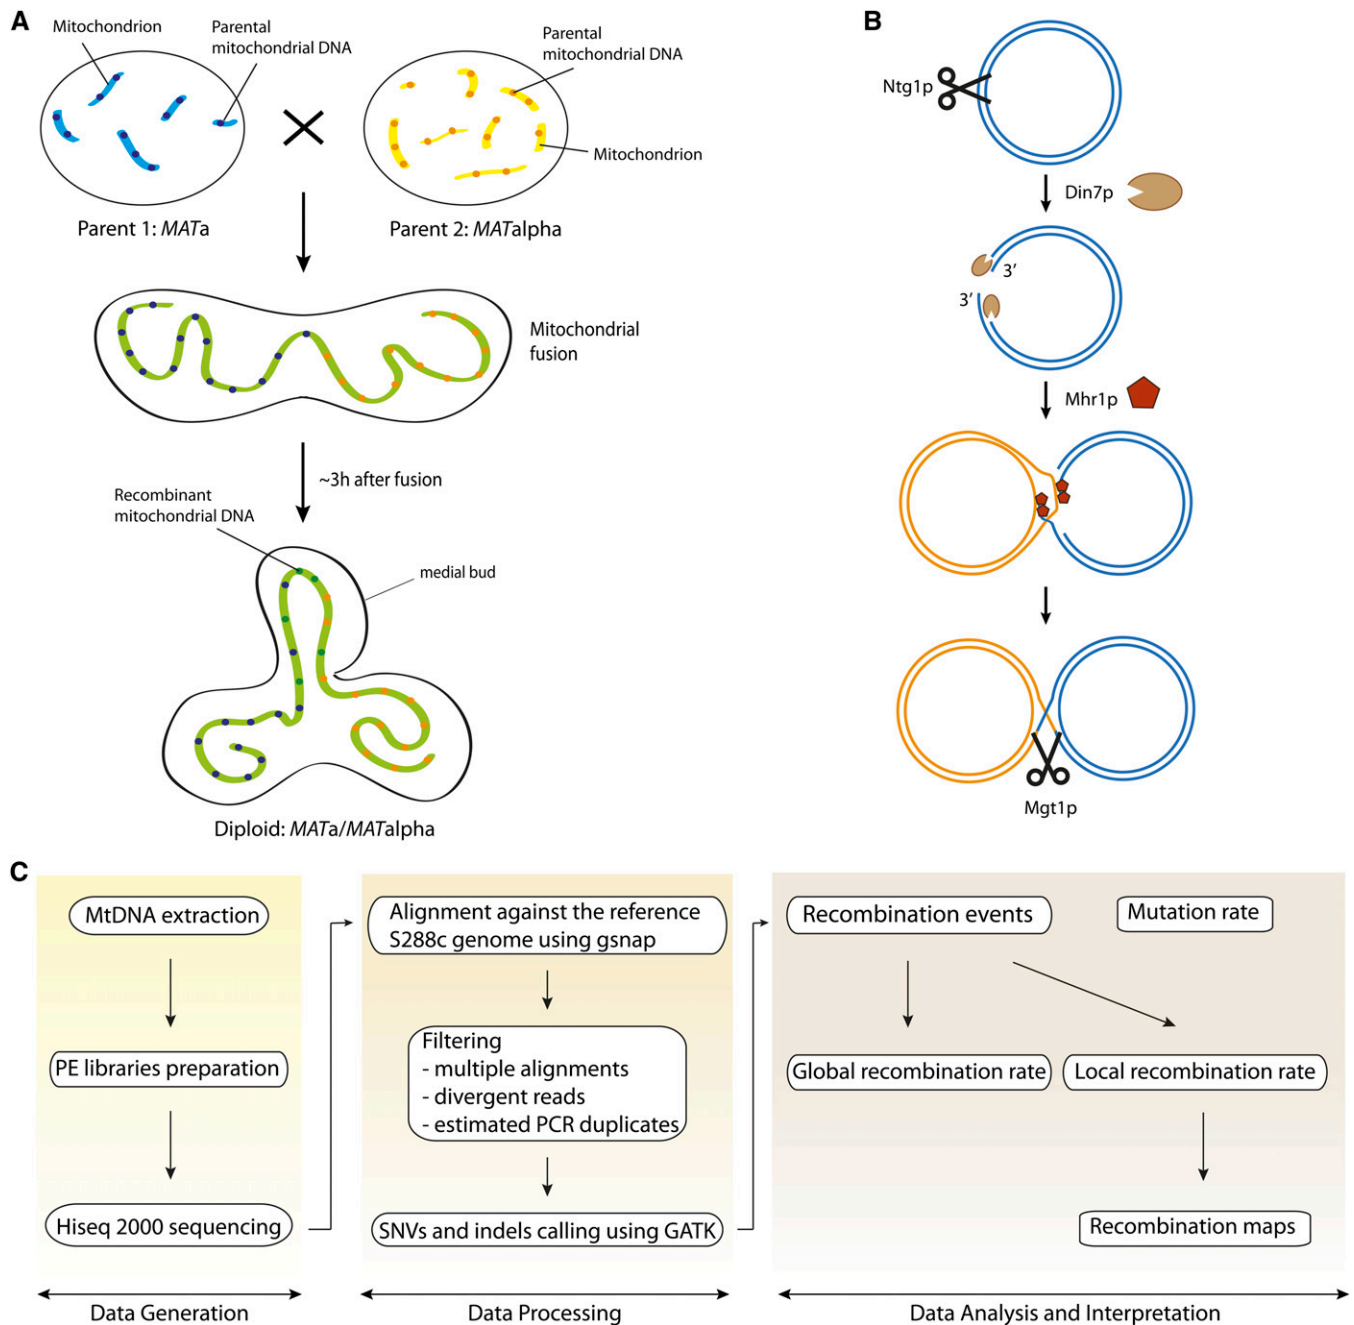 A
Mitochondrion
Parental
mitochondrial DNA
Parental
mitochondrial DNA
Mitochondrion
Parent 1: MATa
Parent 2: MATalpha
Mitochondrial
fusion
~3h after fusion
Recombinant
mitochondrial DNA
medial bud
Diploid: MATa/MATalpha
B
Ntg1p
Din7p
3’
3’
Mhr1p
Mgt1p
C
MtDNA extraction
PE libraries preparation
Hiseq 2000 sequencing
Data Generation
Alignment against the reference
S288c genome using gsnap
Filtering
- multiple alignments
- divergent reads
- estimated PCR duplicates
SNVs and indels calling using GATK
Data Processing
Recombination events
Mutation rate
Global recombination rate
Local recombination rate
Recombination maps
Data Analysis and Interpretation